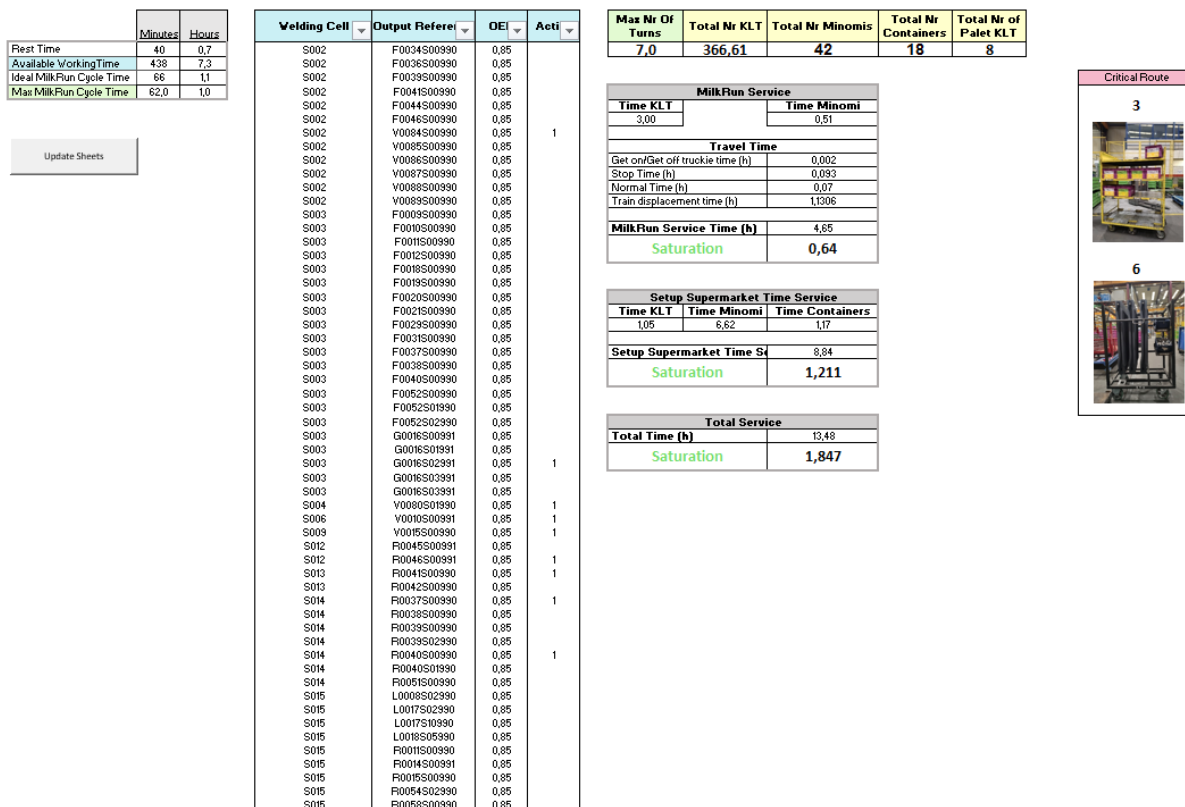 Minutes Hours
Rest Time 40 0,7
Available WorkingTime 438 7,3
Ideal MilkRun Cycle Time 66 1,1
Max MilkRun Cycle Time 62,0 1,0
Update Sheets
Welding Cell Output Referei OEI Acti
S002 F0034S00990 0,85
S002 F0036S00990 0,85
S002 F0039S00990 0,85
S002 F0041S00990 0,85
S002 F0044S00990 0,85
S002 F0046S00990 0,85
S002 V0084S00990 0,85 1
S002 V0085S00990 0,85
S002 V0086S00990 0,85
S002 V0087S00990 0,85
S002 V0088S00990 0,85
S002 V0089S00990 0,85
S003 F0009S00990 0,85
S003 F0010S00990 0,85
S003 F0011S00990 0,85
S003 F0012S00990 0,85
S003 F0018S00990 0,85
S003 F0019S00990 0,85
S003 F0020S00990 0,85
S003 F0021S00990 0,85
S003 F0029S00990 0,85
S003 F0031S00990 0,85
S003 F0037S00990 0,85
S003 F0038S00990 0,85
S003 F0040S00990 0,85
S003 F0052S00990 0,85
S003 F0052S01990 0,85
S003 F0052S02990 0,85
S003 G0016S00991 0,85
S003 G0016S01991 0,85
S003 G0016S02991 0,85 1
S003 G0016S03991 0,85
S004 V0080S01990 0,85 1
S006 V0010S00991 0,85 1
S009 V0015S00990 0,85 1
S012 R0045S00991 0,85
S012 R0046S00991 0,85 1
S013 R0041S00990 0,85 1
S013 R0042S00990 0,85
S014 R0037S00990 0,85 1
S014 R0038S00990 0,85
S014 R0039S00990 0,85
S014 R0039S02990 0,85
S014 R0040S00990 0,85 1
S014 R0040S01990 0,85
S014 R0051S00990 0,85
S015 L0008S02990 0,85
S015 L0017S02990 0,85
S015 L0017S10990 0,85
S015 L0018S05990 0,85
S015 R0011S00990 0,85
S015 R0014S00991 0,85
S015 R0015S00990 0,85
S015 R0054S02990 0,85
S015 R0058S00990 0,85
Max Nr Of Turns Total Nr KLT Total Nr Minomis Total Nr Containers Total Nr of Palet KLT
7,0 366,61 42 18 8
MilkRun Service
Time KLT Time Minomi
3,00 0,51
Travel Time
Get on/Get off truckie time (h) 0,002
Stop Time (h) 0,093
Normal Time (h) 0,07
Train displacement time (h) 1,1306
MilkRun Service Time (h) 4,65
Saturation 0,64
Setup Supermarket Time Service
Time KLT Time Minomi Time Containers
1,05 6,62 1,17
Setup Supermarket Time S 8,84
Saturation 1,211
Total Service
Total Time (h) 13,48
Saturation 1,847
Critical Route
3
6